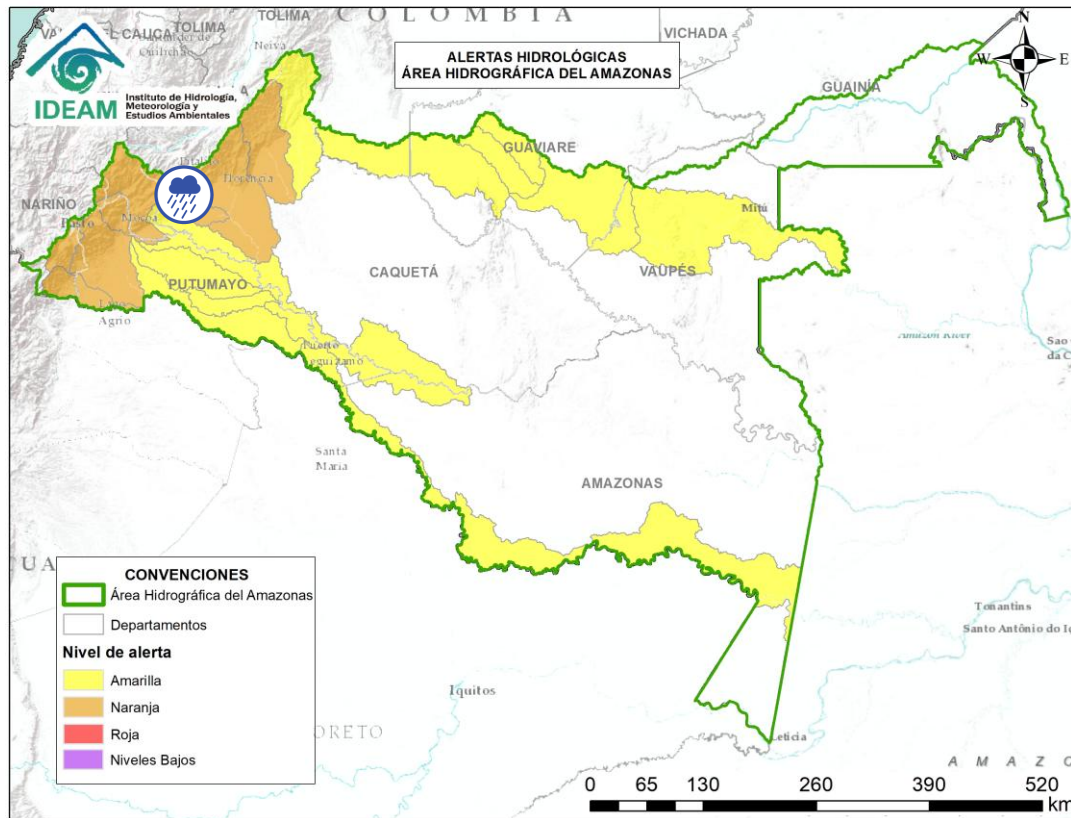 COLOMBIA
TOLIMA
TOLIMA
VICHADA
Neiva
IDEAM
Instituto de Hidrología,
Meteorología y
Estudios Ambientales
ALERTAS HIDROLÓGICAS
ÁREA HIDROGRÁFICA DEL AMAZONAS
N
W
E
S
GUAINÍA
GUAVIARE
Florencia
NARIÑO
Pasto
Mocoa
Mitú
CAQUETÁ
VAUPÉS
PUTUMAYO
Lago
Agrio
Amazon River
Puerto
Leguizamo
Santa
Maria
AMAZONAS
CONVENCIONES
Área Hidrográfica del Amazonas
Departamentos
Nivel de alerta
Amarilla
Naranja
Roja
Niveles Bajos
Tonantins
Santo Antônio do Iç
Iquitos
ORETO
Leticia
A M A Z O
0 65 130 260 390 520
km